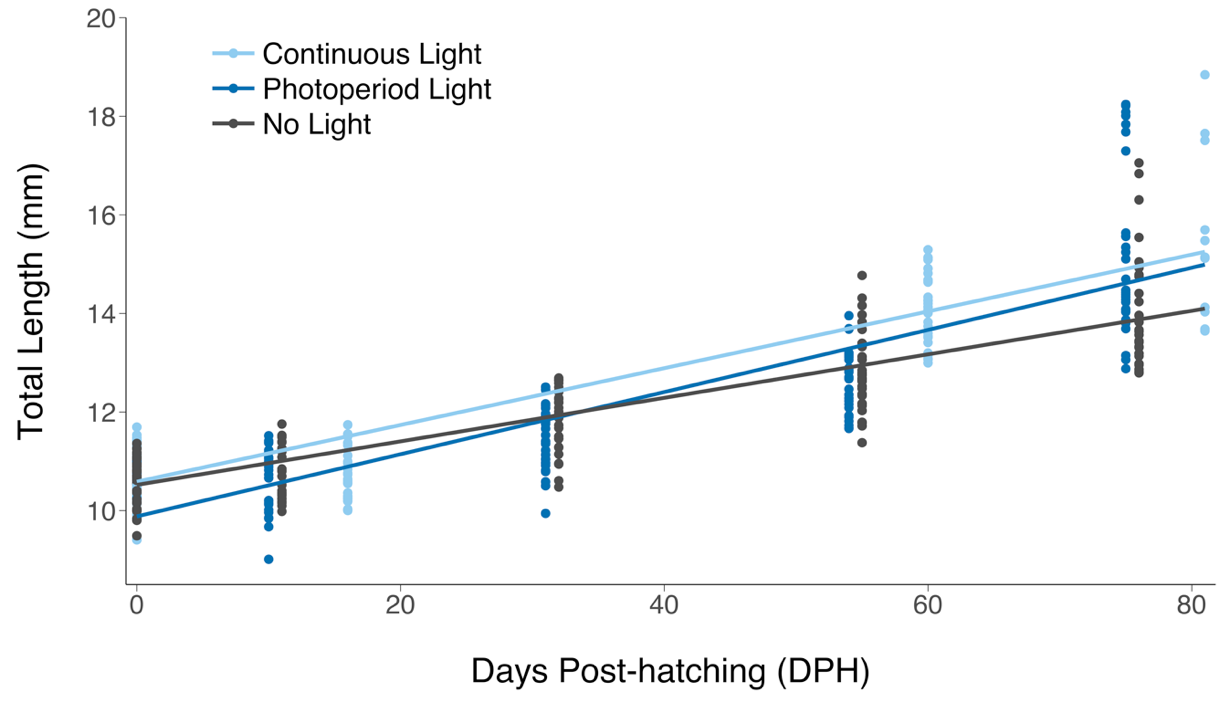 20
18
16
14
12
10
Total Length (mm)
Continuous Light
Photoperiod Light
No Light
0 20 40 60 80
Days Post-hatching (DPH)